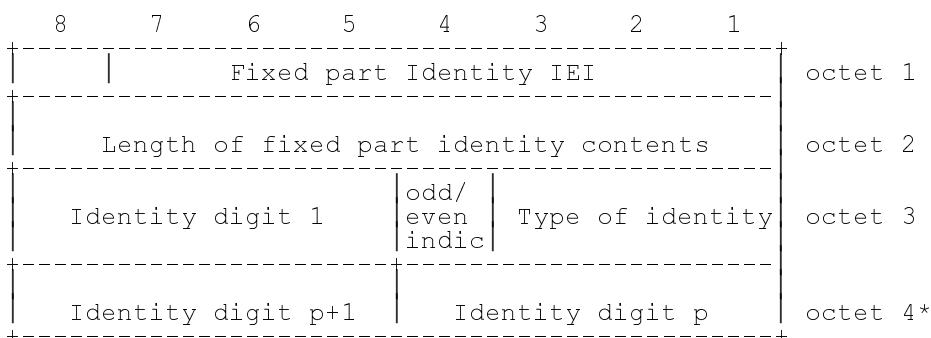 8 7 6 5 4 3 2 1
Fixed part Identity IEI octet 1
Length of fixed part identity contents octet 2
odd/
Identity digit 1 even Type of identity octet 3
indic
Identity digit p+1 Identity digit p octet 4*